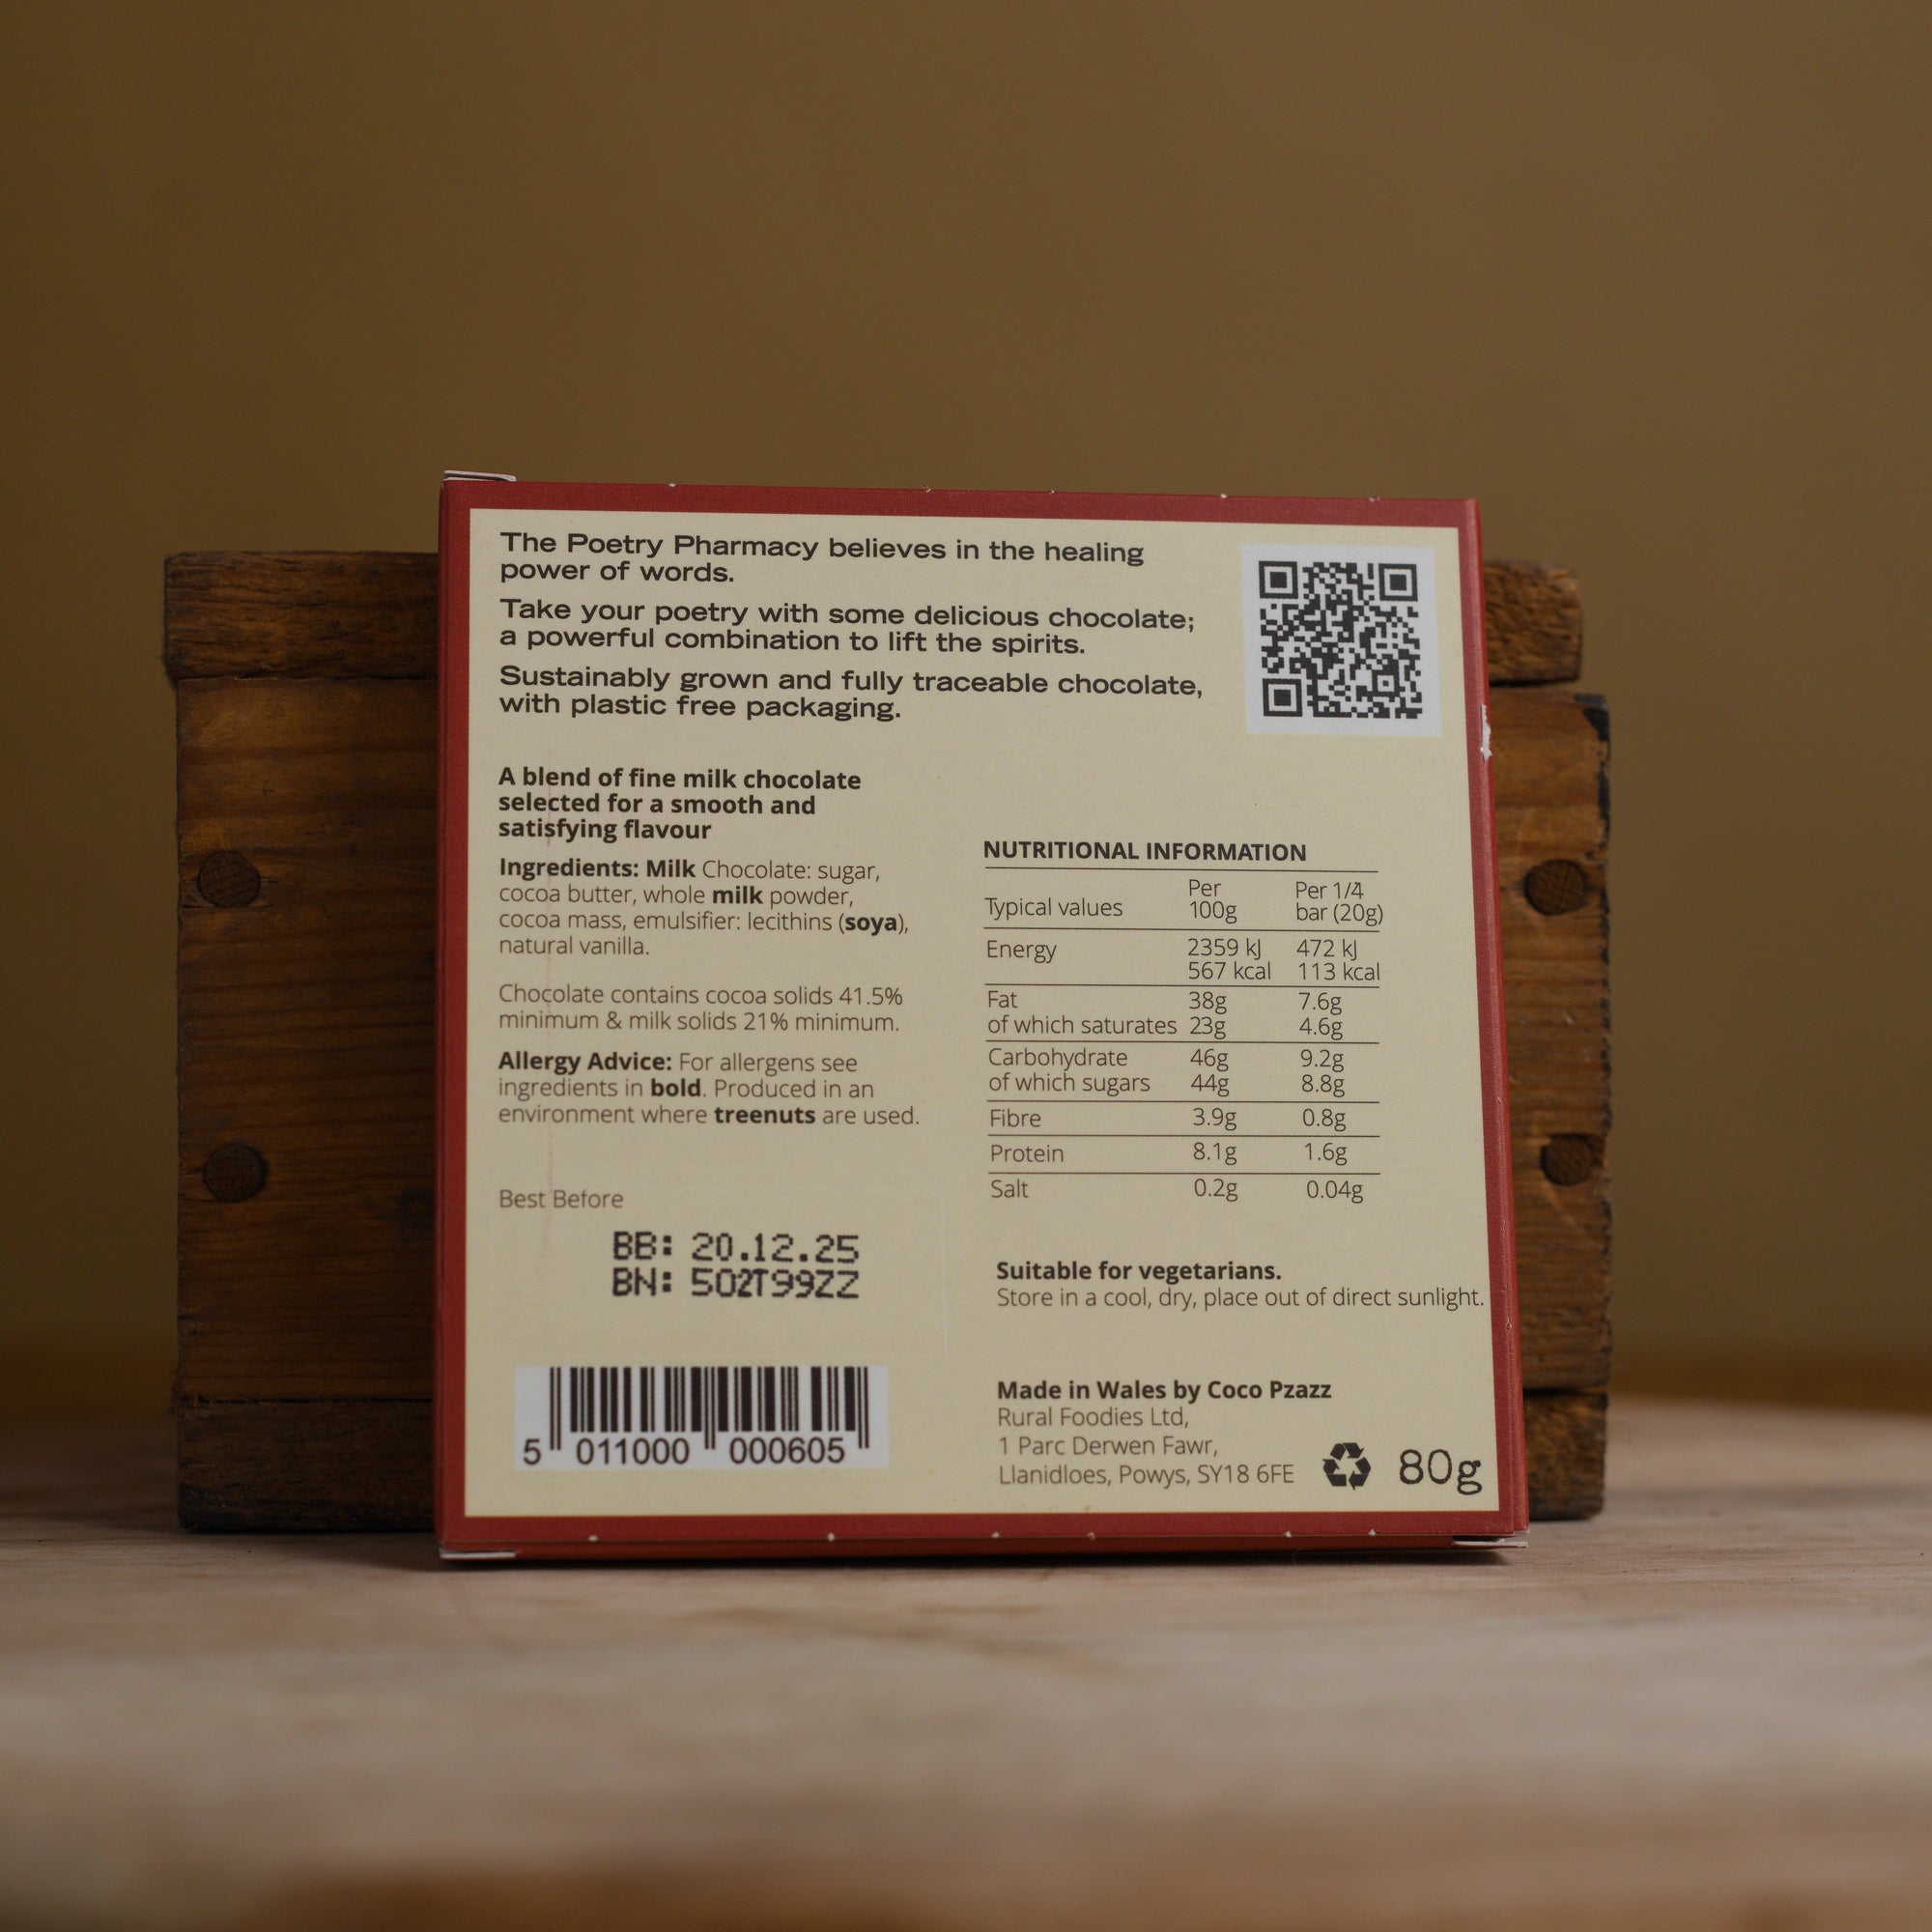 The Poetry Pharmacy believes in the healing
power of words.
Take your poetry with some delicious chocolate;
a powerful combination to lift the spirits.
Sustainably grown and fully traceable chocolate,
with plastic free packaging.
A blend of fine milk chocolate
selected for a smooth and
satisfying flavour
Ingredients: Milk Chocolate: sugar,
cocoa butter, whole milk powder,
cocoa mass, emulsifier: lecithins (soya),
natural vanilla.
Chocolate contains cocoa solids 41.5%
minimum & milk solids 21% minimum.
Allergy Advice: For allergens see
ingredients in bold. Produced in an
environment where treenuts are used.
Best Before
BB: 20.12.25
BN: 502T99ZZ
5 011000 000605
NUTRITIONAL INFORMATION
Typical values Per 100g Per 1/4 bar (20g)
Energy 2359 kJ 472 kJ
567 kcal 113 kcal
Fat 38g 7.6g
of which saturates 23g 4.6g
Carbohydrate 46g 9.2g
of which sugars 44g 8.8g
Fibre 3.9g 0.8g
Protein 8.1g 1.6g
Salt 0.2g 0.04g
Suitable for vegetarians.
Store in a cool, dry, place out of direct sunlight.
Made in Wales by Coco Pzazz
Rural Foodies Ltd,
1 Parc Derwen Fawr,
Llanidloes, Powys, SY18 6FE
80g